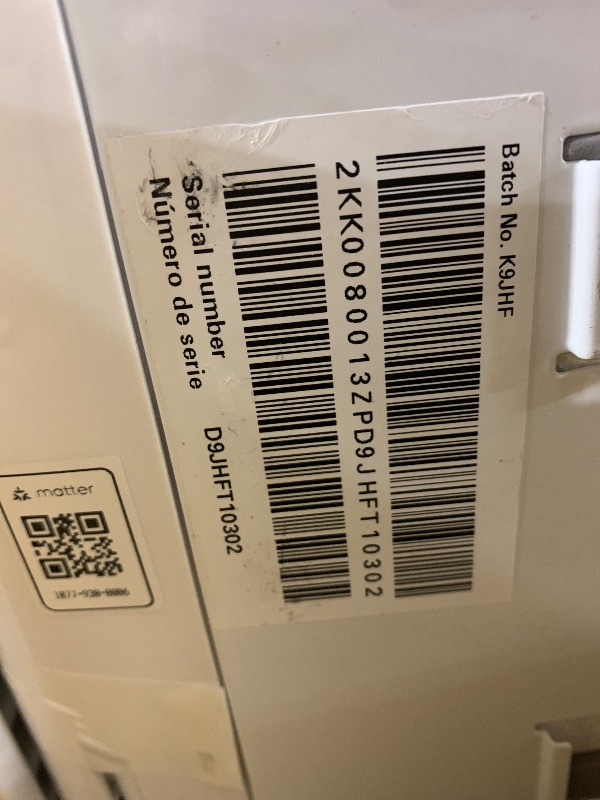 Batch No. K9JHF
2KK0080013ZPD9JHFT10302
Serial number
Número de serie
D9JHFT10302
matter